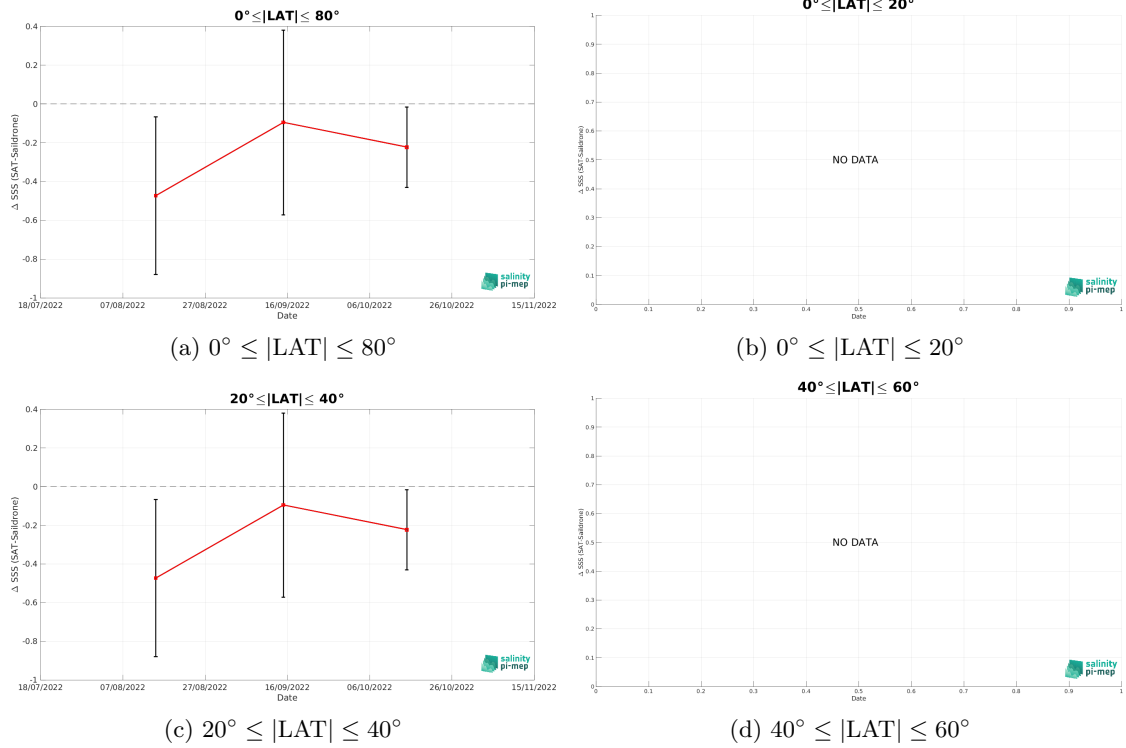 0°≤|LAT|≤ 80°
0.4
0.2
0
-0.2
-0.4
-0.6
-0.8
-1
Δ SSS (SAT-Saildrone)
18/07/2022 07/08/2022 27/08/2022 16/09/2022 06/10/2022 26/10/2022 15/11/2022
Date
salinity
pi-mep
(a) 0° ≤ |LAT| ≤ 80°
0°≤|LAT|≤ 20°
1
0.9
0.8
0.7
0.6
0.5
0.4
0.3
0.2
0.1
0
Δ SSS (SAT-Saildrone)
NO DATA
0 0.1 0.2 0.3 0.4 0.5 0.6 0.7 0.8 0.9 1
Date
salinity
pi-mep
(b) 0° ≤ |LAT| ≤ 20°
20°≤|LAT|≤ 40°
0.4
0.2
0
-0.2
-0.4
-0.6
-0.8
-1
Δ SSS (SAT-Saildrone)
18/07/2022 07/08/2022 27/08/2022 16/09/2022 06/10/2022 26/10/2022 15/11/2022
Date
salinity
pi-mep
(c) 20° ≤ |LAT| ≤ 40°
40°≤|LAT|≤ 60°
1
0.9
0.8
0.7
0.6
0.5
0.4
0.3
0.2
0.1
0
Δ SSS (SAT-Saildrone)
NO DATA
0 0.1 0.2 0.3 0.4 0.5 0.6 0.7 0.8 0.9 1
Date
salinity
pi-mep
(d) 40° ≤ |LAT| ≤ 60°